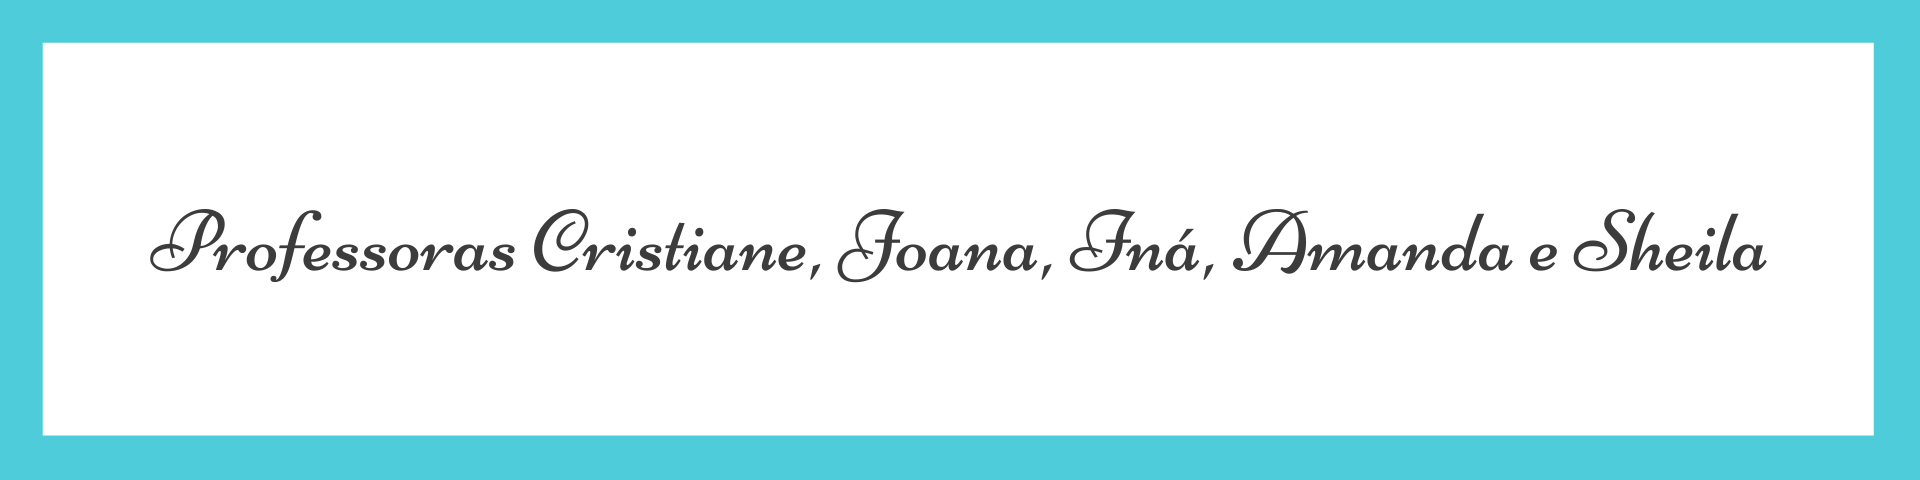 Professoras Cristiane, Joana, Iná, Amanda e Sheila